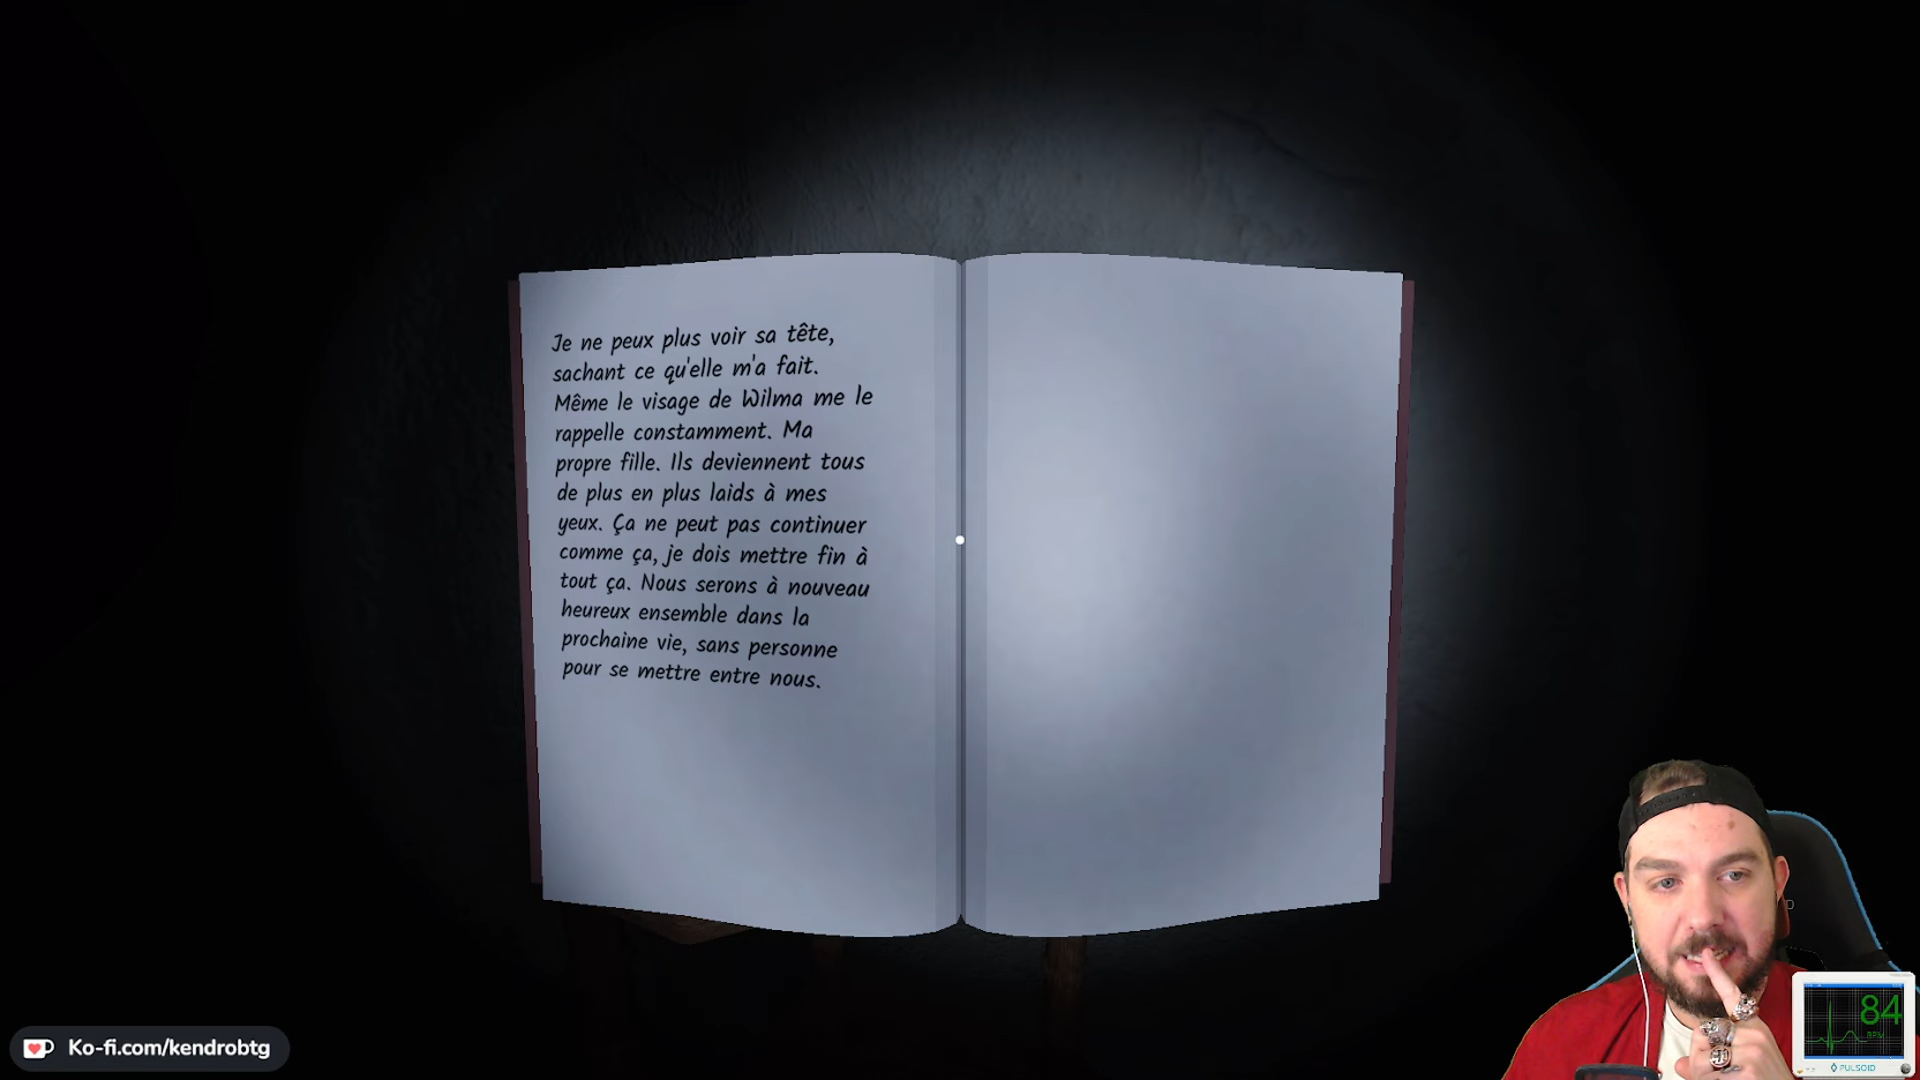 Je ne peux plus voir sa tête,
sachant ce qu'elle m'a fait.
Même le visage de Wilma me le
rappelle constamment. Ma
propre fille. Ils deviennent tous
de plus en plus laids à mes
yeux. Ça ne peut pas continuer
comme ça, je dois mettre fin à
tout ça. Nous serons à nouveau
heureux ensemble dans la
prochaine vie, sans personne
pour se mettre entre nous.
Ko-fi.com/kendrobtg
84
BPM
PULSOID